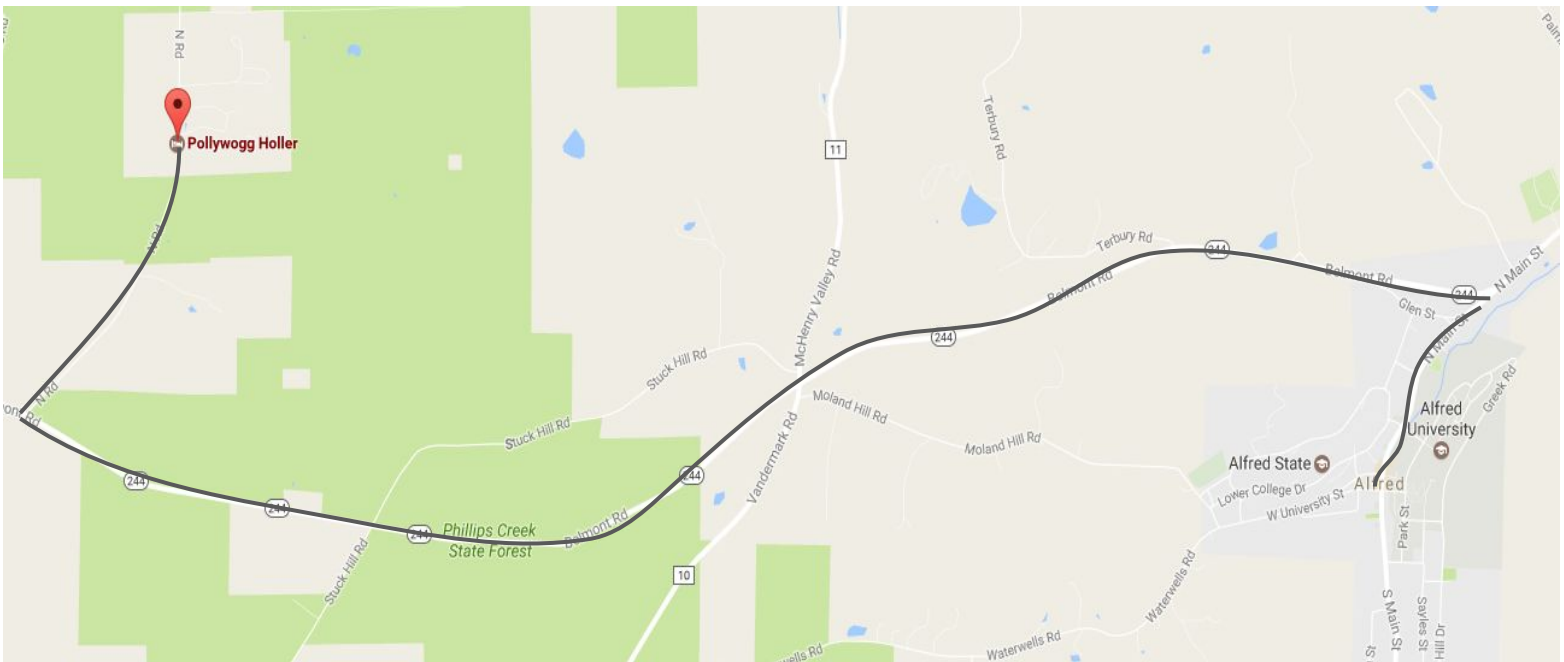 N Rd
Pollywogg Holler
N Rd
N Rd
244
244
244
Phillips Creek
State Forest
Belmont Rd
244
Stuck Hill Rd
Stuck Hill Rd
Stuck Hill Rd
11
McHenry Valley Rd
Vandermark Rd
10
Moland Hill Rd
Moland Hill Rd
244
Belmont Rd
Terbury Rd
Terbury Rd
244
Belmont Rd
244
N Main St
Glen St
N Main St
Greek Rd
Alfred
University
Alfred State
Alfred
Lower College Dr
W University St
Park St
S Main St
Sayles St
Hill Dr
St
Waterwells Rd
Waterwells Rd
ells Rd